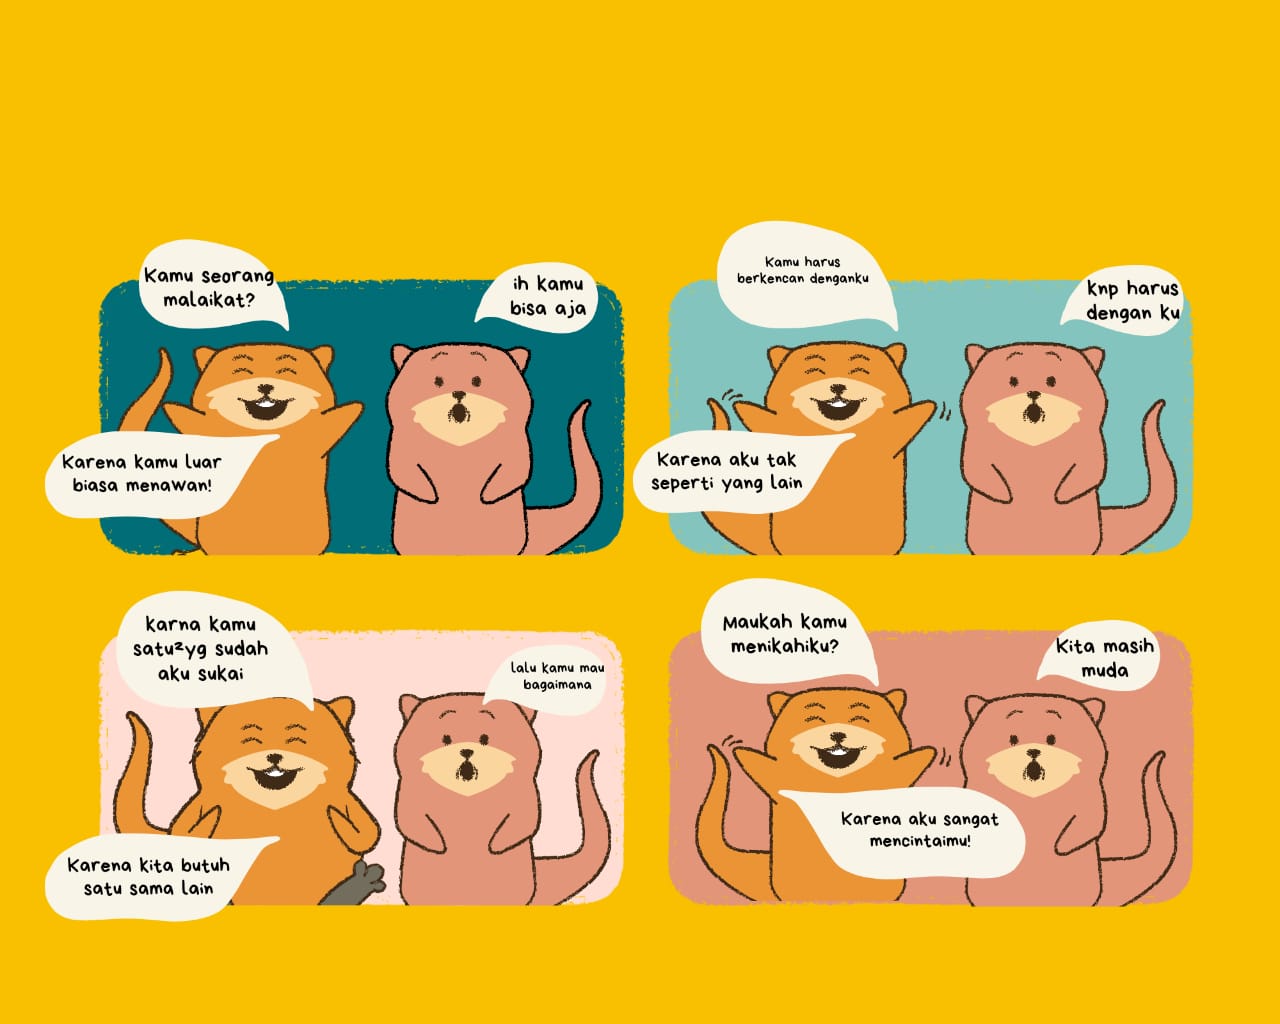 Kamu seorang
malaikat?
ih kamu
bisa aja
Karena kamu luar
biasa menawan!
Kamu harus
berkencan denganku
knp harus
dengan ku
Karena aku tak
seperti yang lain
karna kamu
satu²yg sudah
aku sukai
lalu kamu mau
bagaimana
Karena kita butuh
satu sama lain
Maukah kamu
menikahiku?
Kita masih
muda
Karena aku sangat
mencintaimu!